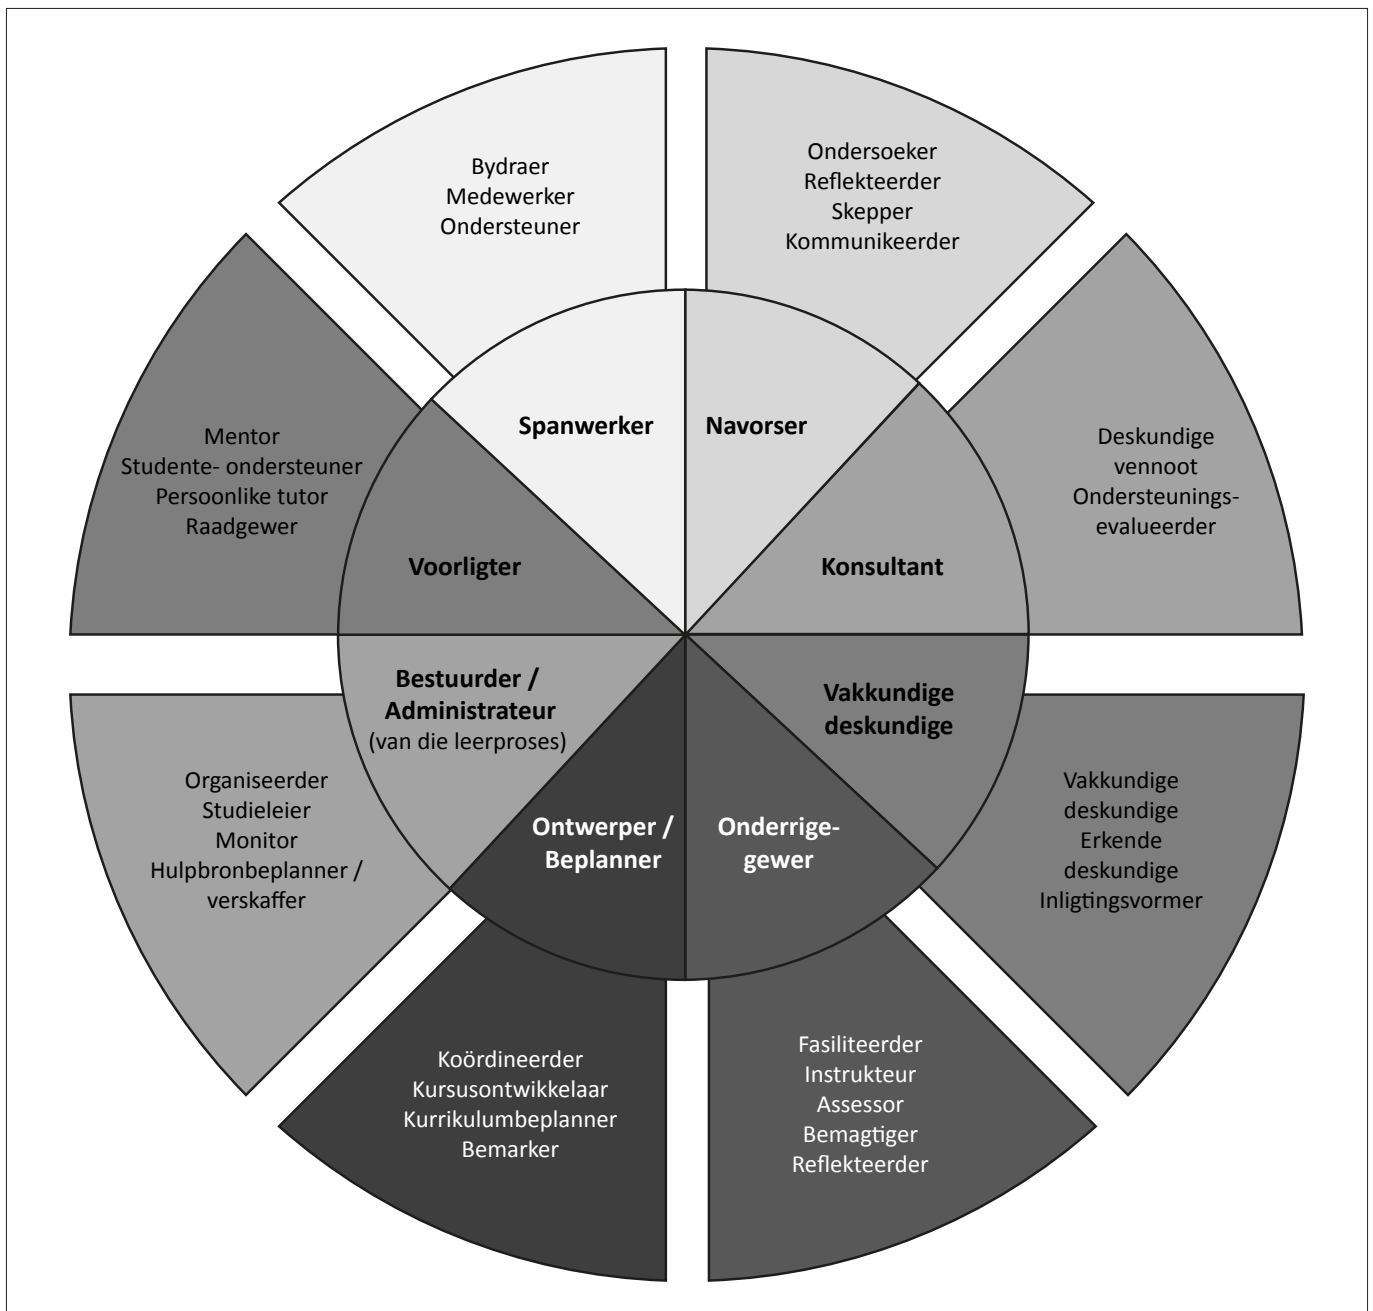 Bydraer
Medewerker
Ondersteuner
Ondersoeker
Reflekteerder
Skepper
Kommunikeerder
Mentor
Studente- ondersteuner
Persoonlike tutor
Raadgewer
Spanwerker
Navorser
Deskundige
vennoot
Ondersteunings-
evalueerder
Voorligter
Konsultant
Bestuurder /
Administrateur
(van die leerproses)
Vakkundige
deskundige
Organiseerder
Studieleier
Monitor
Hulpbronbeplanner /
verskaffer
Ontwerper /
Beplanner
Onderrige-
gewer
Vakkundige
deskundige
Erkende
deskundige
Inligtingsvormer
Koördineerder
Kursusontwikkelaar
Kurrikulumbeplanner
Bemarker
Fasiliteerder
Instrukteur
Assessor
Bemagtiger
Reflekteerder